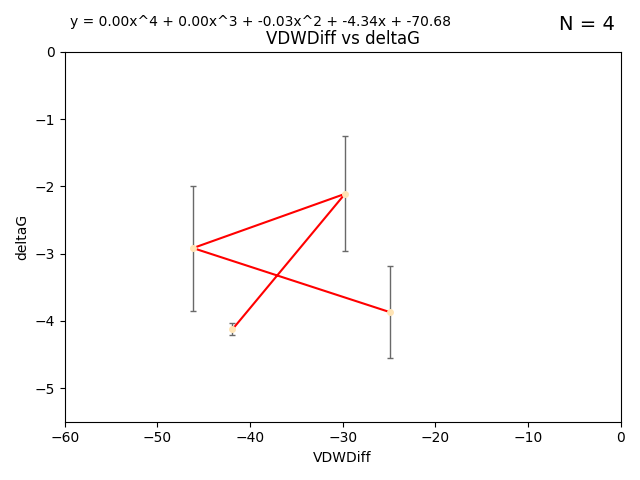 y = 0.00x^4 + 0.00x^3 + -0.03x^2 + -4.34x + -70.68
N = 4
VDWDiff vs deltaG
0
−1
−2
−3
−4
−5
deltaG
−60 −50 −40 −30 −20 −10 0
VDWDiff